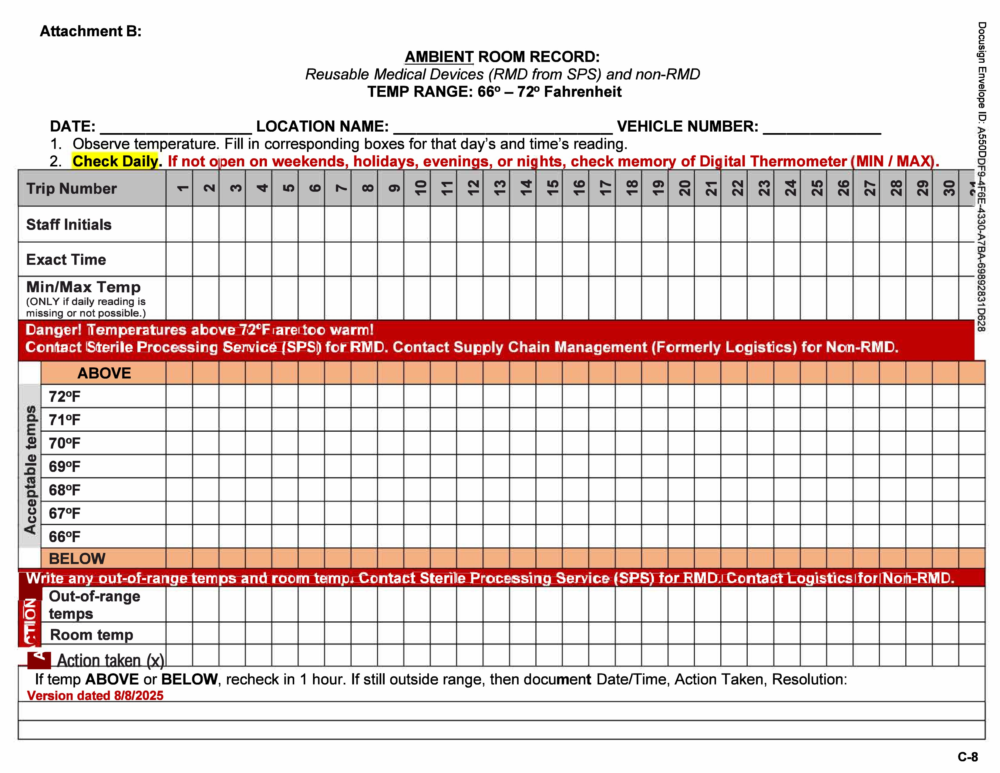 Attachment B:
AMBIENT ROOM RECORD:
Reusable Medical Devices (RMD from SPS) and non-RMD
TEMP RANGE: 66º – 72º Fahrenheit
DATE: LOCATION NAME: VEHICLE NUMBER:
1. Observe temperature. Fill in corresponding boxes for that day’s and time’s reading.
2. Check Daily. If not open on weekends, holidays, evenings, or nights, check memory of Digital Thermometer (MIN / MAX).
Trip Number 1 2 3 4 5 6 7 8 9 10 11 12 13 14 15 16 17 18 19 20 21 22 23 24 25 26 27 28 29 30
Staff Initials
Exact Time
Min/Max Temp
(ONLY if daily reading is
missing or not possible.)
Danger! Temperatures above 72ºF are too warm!
Contact Sterile Processing Service (SPS) for RMD. Contact Supply Chain Management (Formerly Logistics) for Non-RMD.
Acceptable temps
ABOVE
72ºF
71ºF
70ºF
69ºF
68ºF
67ºF
66ºF
BELOW
Write any out-of-range temps and room temp. Contact Sterile Processing Service (SPS) for RMD. Contact Logistics for Non-RMD.
ACTION
Out-of-range
temps
Room temp
Action taken (x)
If temp ABOVE or BELOW, recheck in 1 hour. If still outside range, then document Date/Time, Action Taken, Resolution:
Version dated 8/8/2025
C-8
Docusign Envelope ID: A550DDF9-4F6E-4330-A7BA-69892831D628